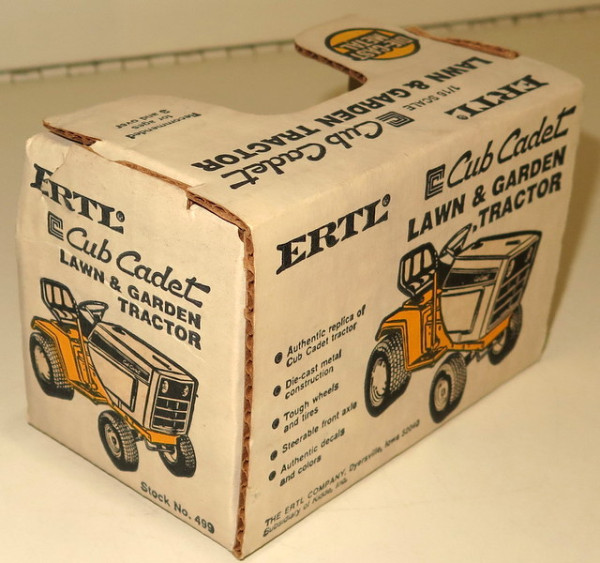 DIE-CAST
METAL
ERTL®
1/16 SCALE
Cub Cadet
LAWN & GARDEN TRACTOR
Recommended
for ages
3 and over
ERTL®
Cub Cadet
LAWN & GARDEN
TRACTOR
Stock No. 499
ERTL®
Cub Cadet
LAWN & GARDEN
TRACTOR
Authentic replica of
Cub Cadet tractor
Die-cast metal
construction
Tough wheels
and tires
Steerable front axle
Authentic decals
and colors
THE ERTL COMPANY, Dyersville, Iowa 52040
Subsidiary of Kidde, Inc.